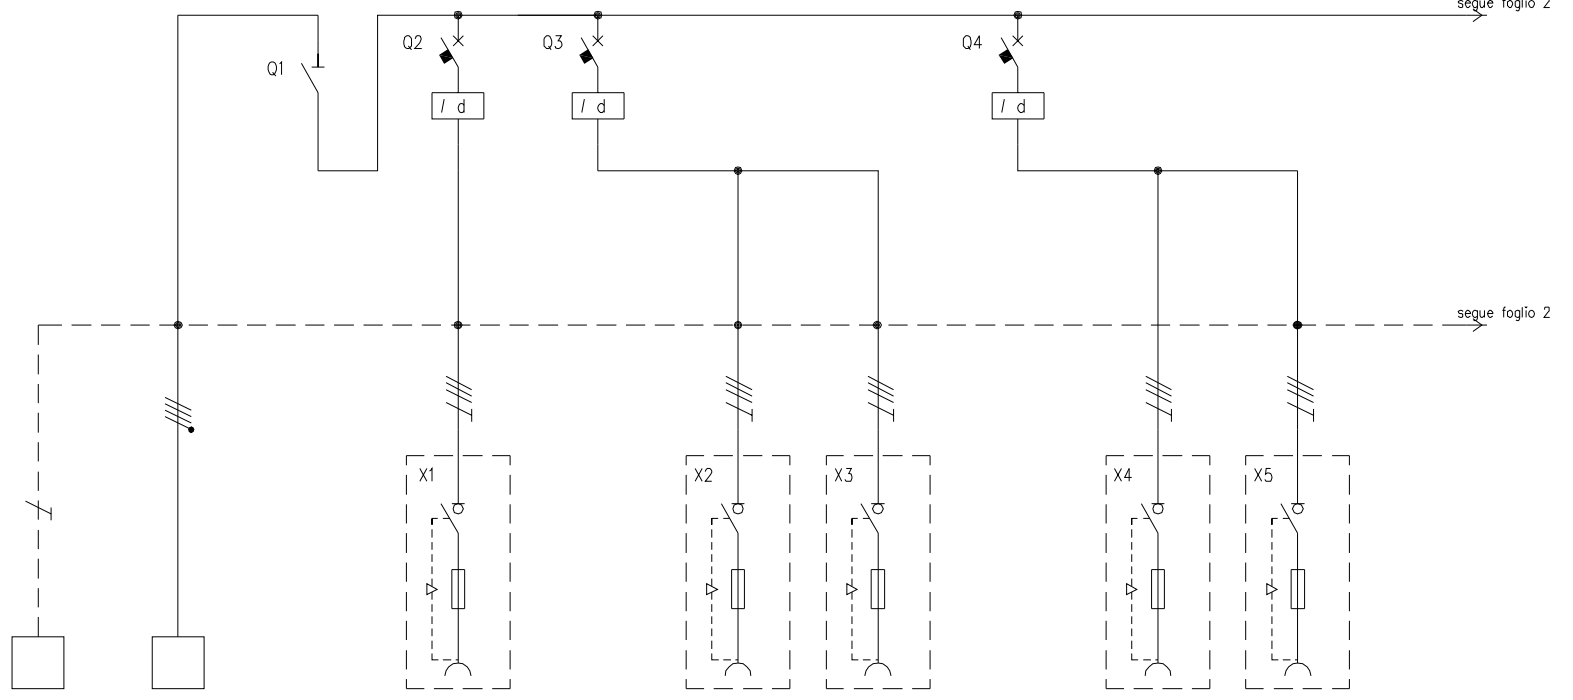 segue foglio 2
Q1
Q2
Q3
Q4
I d
I d
I d
segue foglio 2
X1
X2
X3
X4
X5